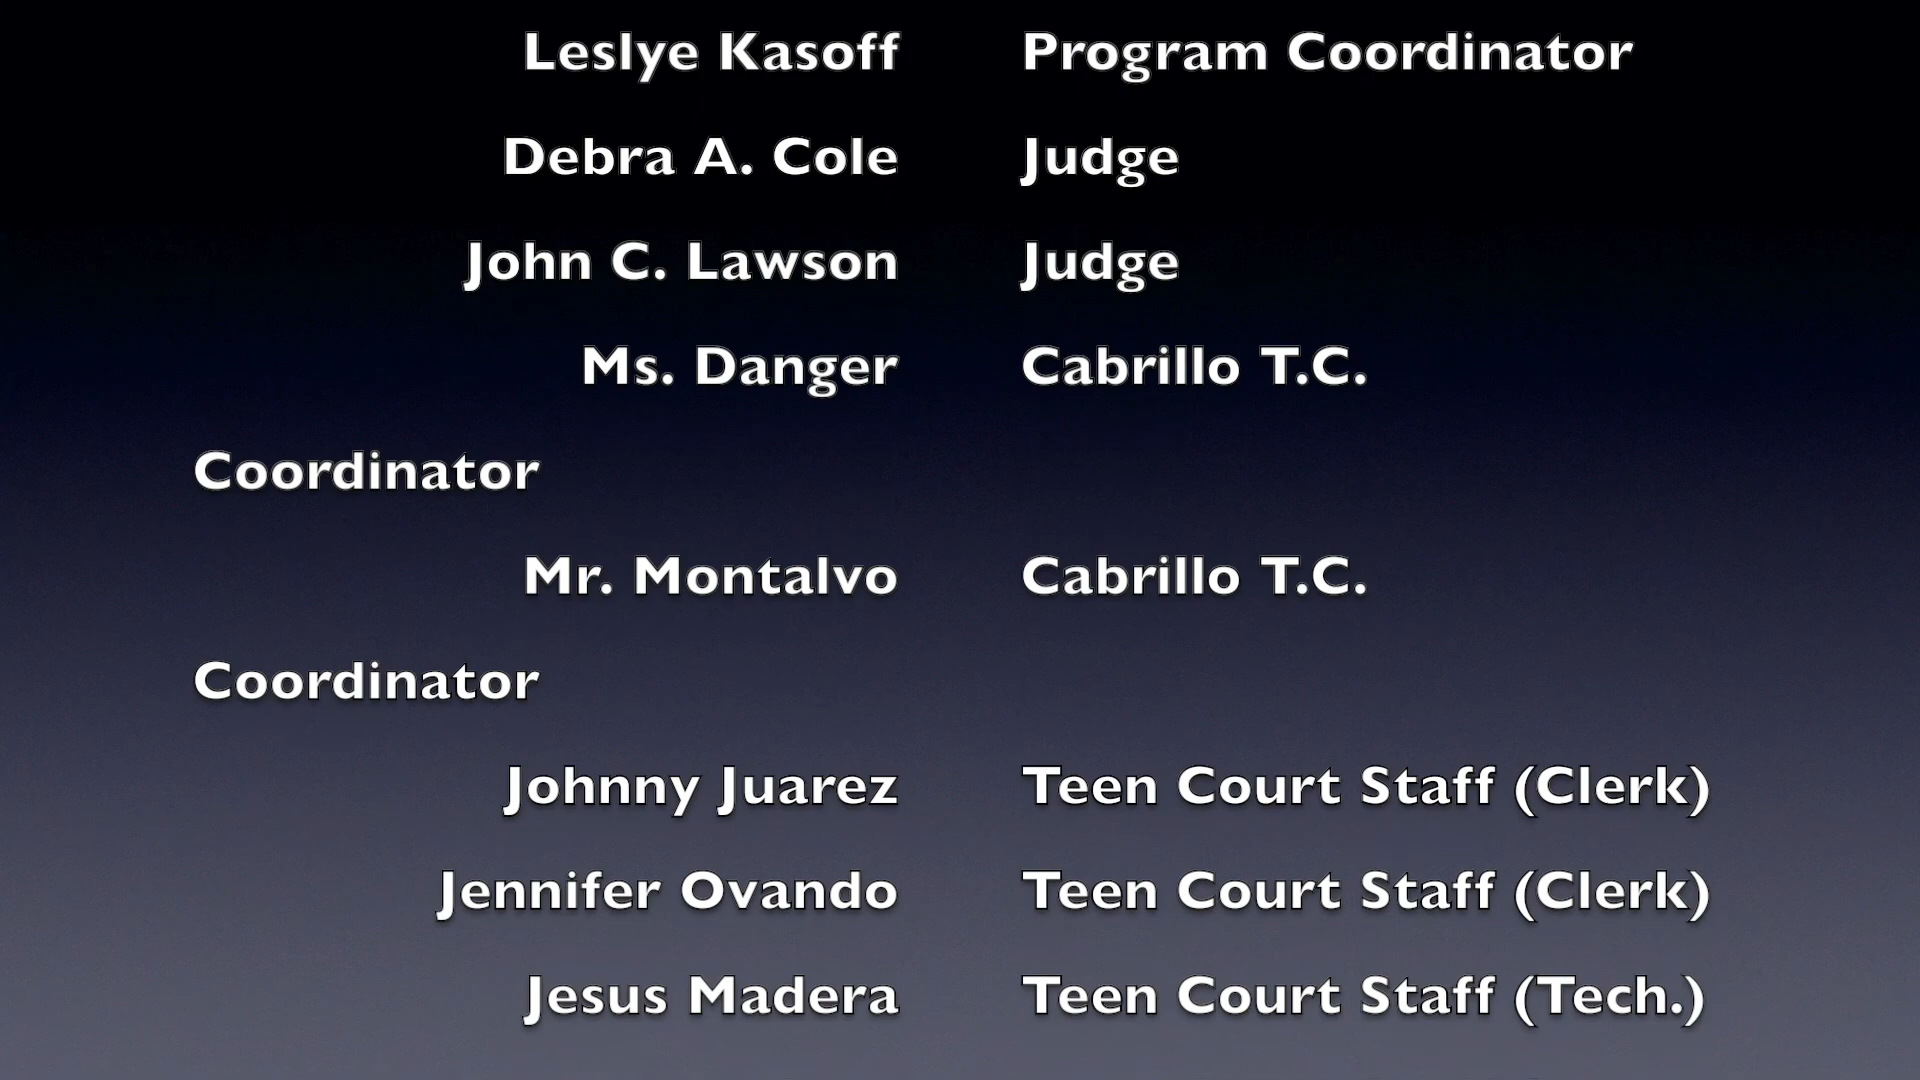 Leslye Kasoff Program Coordinator
Debra A. Cole Judge
John C. Lawson Judge
Ms. Danger Cabrillo T.C.
Coordinator
Mr. Montalvo Cabrillo T.C.
Coordinator
Johnny Juarez Teen Court Staff (Clerk)
Jennifer Ovando Teen Court Staff (Clerk)
Jesus Madera Teen Court Staff (Tech.)